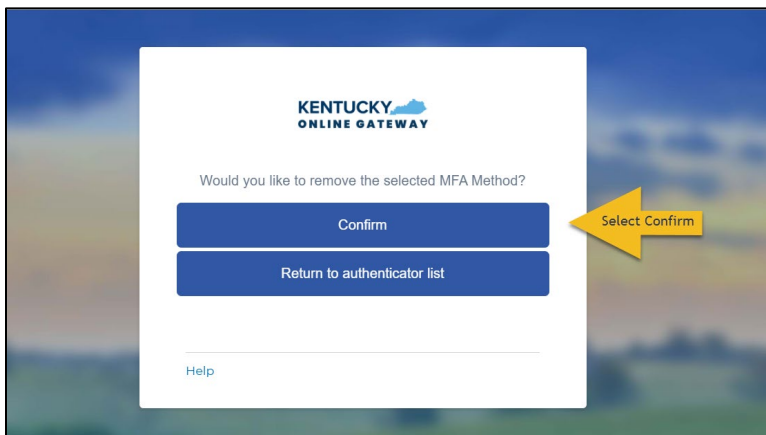 KENTUCKY
ONLINE GATEWAY
Would you like to remove the selected MFA Method?
Confirm
Select Confirm
Return to authenticator list
Help